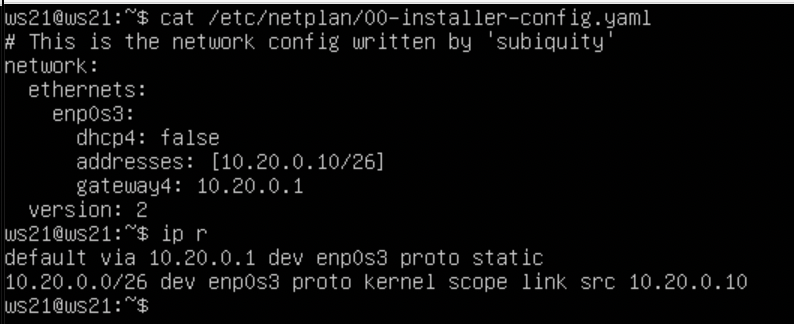 ws21@ws21:~$ cat /etc/netplan/00-installer-config.yaml
# This is the network config written by 'subiquity'
network:
  ethernets:
    enp0s3:
      dhcp4: false
      addresses: [10.20.0.10/26]
      gateway4: 10.20.0.1
  version: 2
ws21@ws21:~$ ip r
default via 10.20.0.1 dev enp0s3 proto static
10.20.0.0/26 dev enp0s3 proto kernel scope link src 10.20.0.10
ws21@ws21:~$